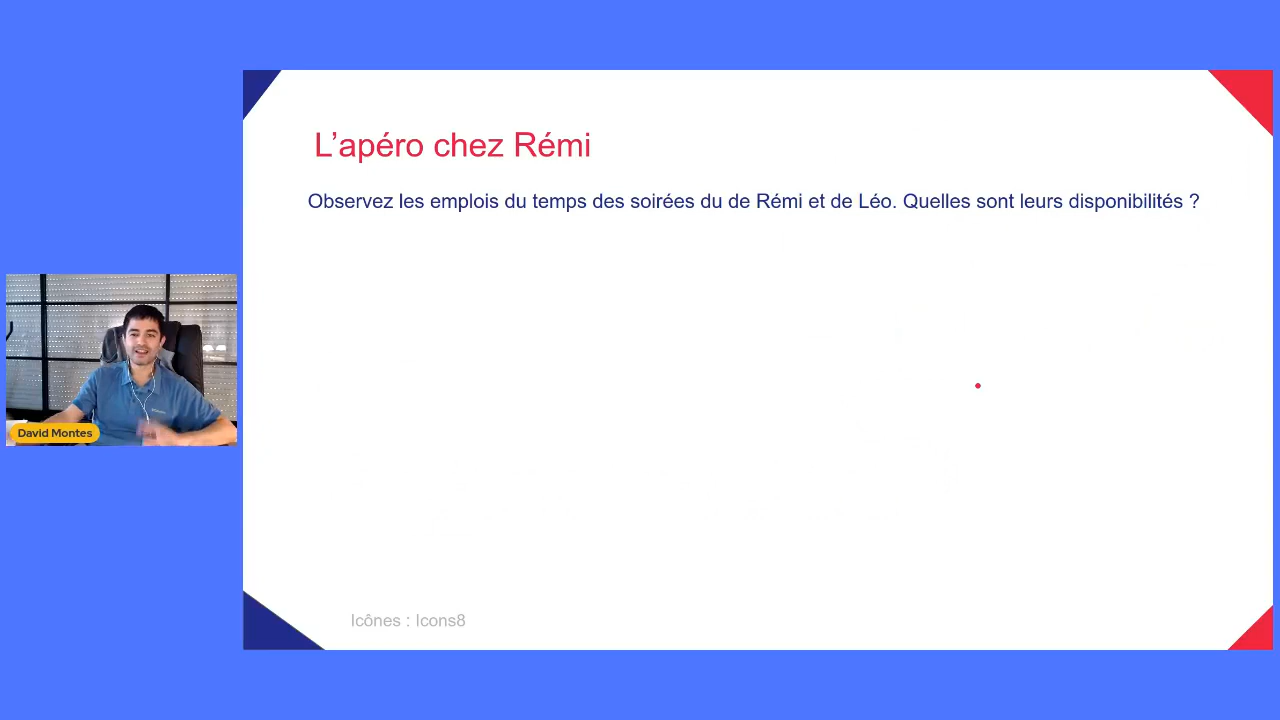 L’apéro chez Rémi
Observez les emplois du temps des soirées du de Rémi et de Léo. Quelles sont leurs disponibilités ?
David Montes
Icônes : Icons8